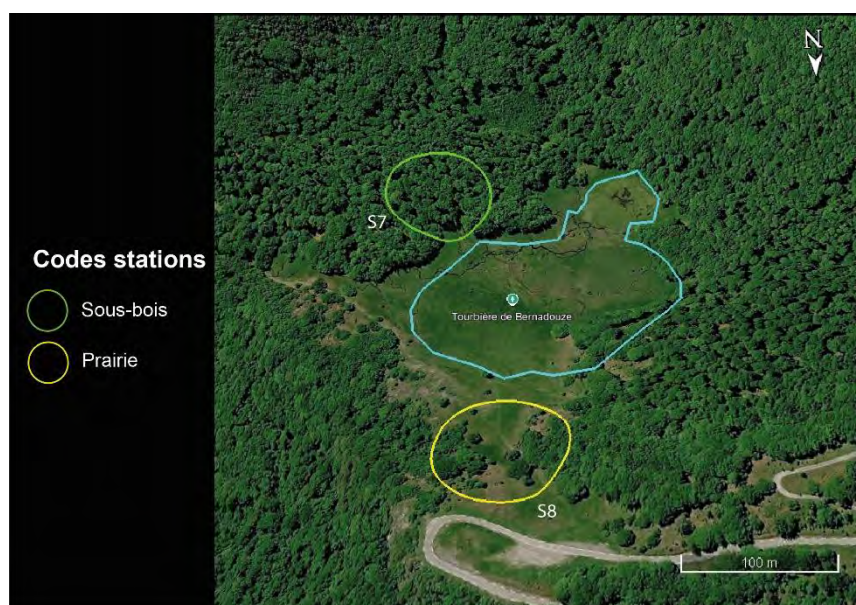 N
S7
Codes stations
Sous-bois
Prairie
Tourbière de Bernadouze
S8
100 m